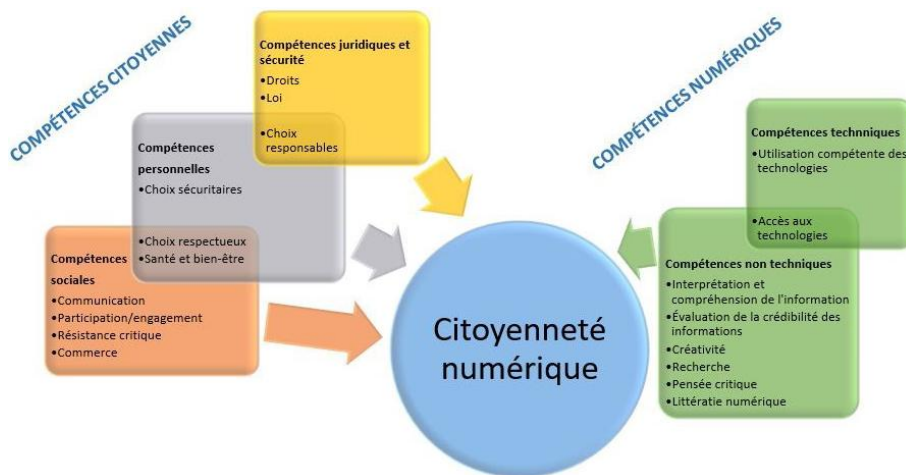 COMPÉTENCES CITOYENNES
Compétences juridiques et
sécurité
•Droits
•Loi
•Choix
responsables
Compétences
personnelles
•Choix sécuritaires
•Choix respectueux
•Santé et bien-être
Compétences
sociales
•Communication
•Participation/engagement
•Résistance critique
•Commerce
Citoyenneté
numérique
COMPÉTENCES NUMÉRIQUES
Compétences technniques
•Utilisation compétente des
technologies
•Accès aux
technologies
Compétences non techniques
•Interprétation et
compréhension de l'information
•Évaluation de la crédibilité des
informations
•Créativité
•Recherche
•Pensée critique
•Littératie numérique